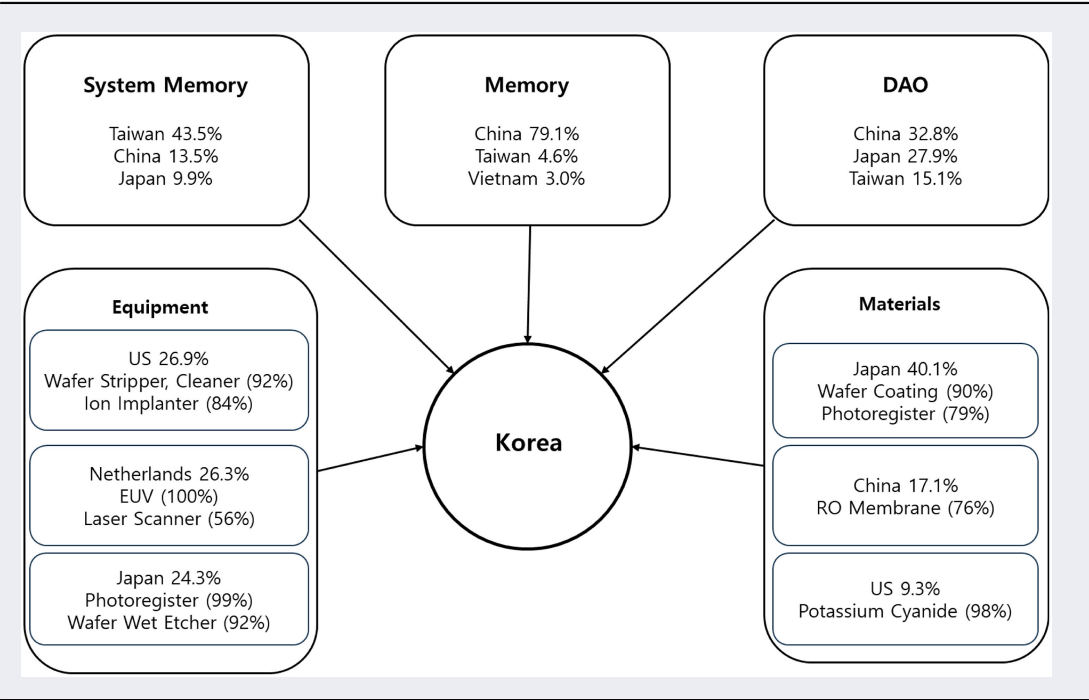 System Memory
Taiwan 43.5%
China 13.5%
Japan 9.9%
Memory
China 79.1%
Taiwan 4.6%
Vietnam 3.0%
DAO
China 32.8%
Japan 27.9%
Taiwan 15.1%
Equipment
US 26.9%
Wafer Stripper, Cleaner (92%)
Ion Implanter (84%)
Netherlands 26.3%
EUV (100%)
Laser Scanner (56%)
Japan 24.3%
Photoregister (99%)
Wafer Wet Etcher (92%)
Korea
Materials
Japan 40.1%
Wafer Coating (90%)
Photoregister (79%)
China 17.1%
RO Membrane (76%)
US 9.3%
Potassium Cyanide (98%)